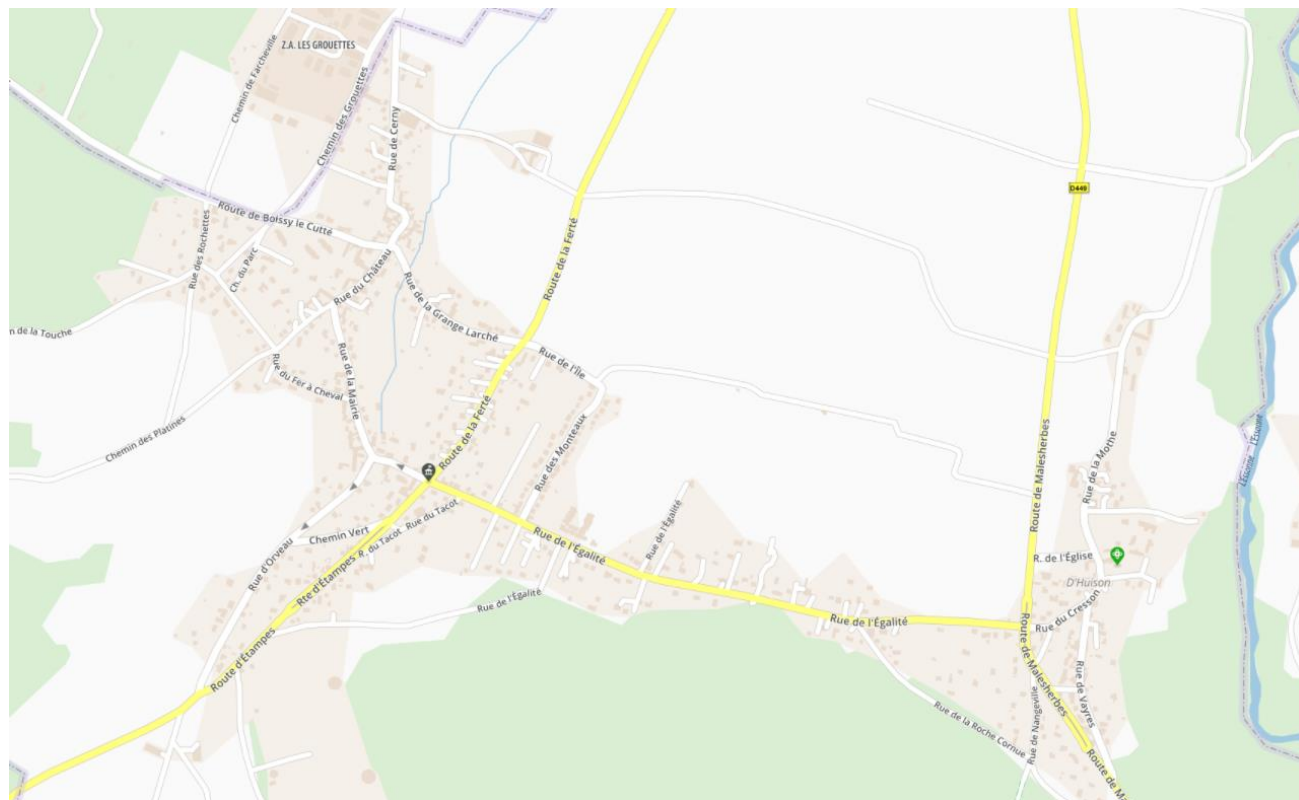 Z.A. LES GROUETTES
Chemin de Farcheville
Chemin des Grouettes
Rue de Cerny
D449
Route de Boissy le Cutté
Rue des Rochettes
Ch. du Parc
Rue du Château
Route de la Ferté
Rue de la Grange Larché
n de la Touche
Rue de l'Île
Rue du Fer à Cheval
Rue de la Mairie
Chemin des Platines
Route de la Ferté
Rue des Monteaux
Route de Malesherbes
Rue de la Mothe
L'Essonne
L'Essonne
Chemin Vert
Rue du Tacot
R. du Tacot
Rue de l'Égalité
Rue de l'Égalité
R. de l'Église
D'Huison
Rue d'Orveau
Rte d'Étampes
Rue de l'Égalité
Rue du Cresson
Rue de l'Égalité
Route d'Étampes
Route de Malesherbes
Rue de Vayres
Rue de Nangeville
Rue de la Roche Cornue
Route de Ma